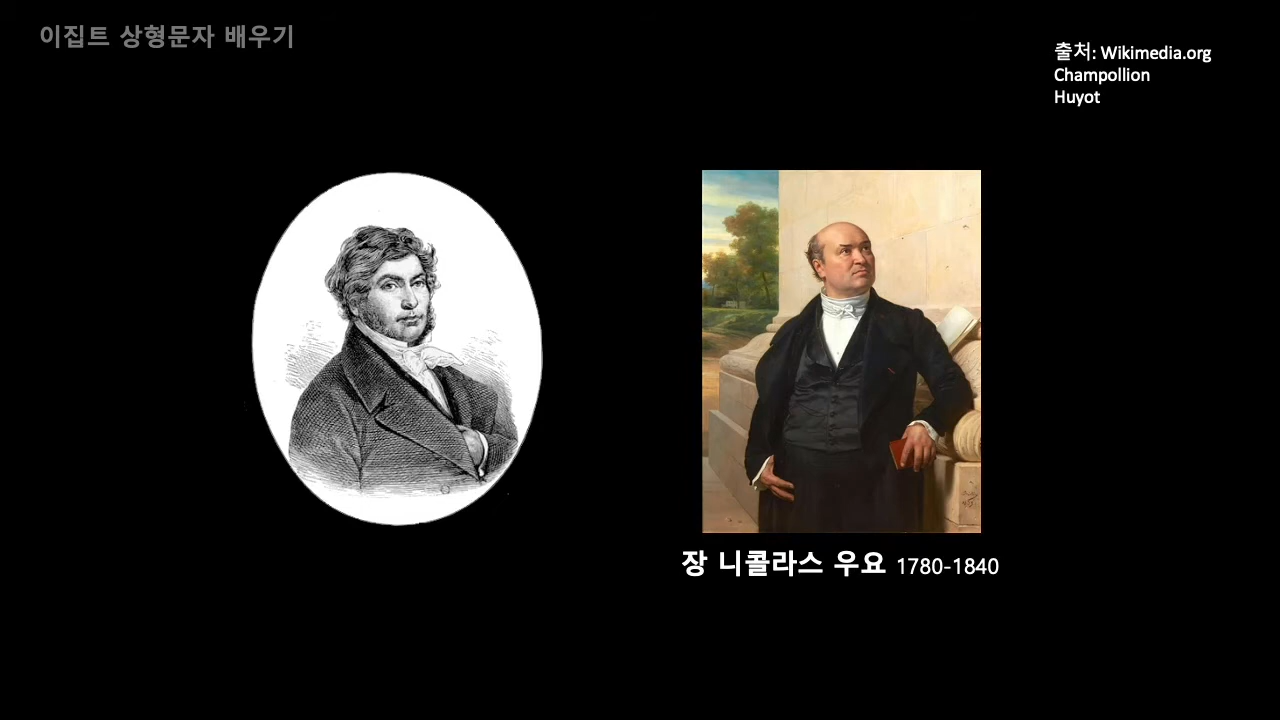 이집트 상형문자 배우기
출처: Wikimedia.org
Champollion
Huyot
장 니콜라스 우요 1780-1840